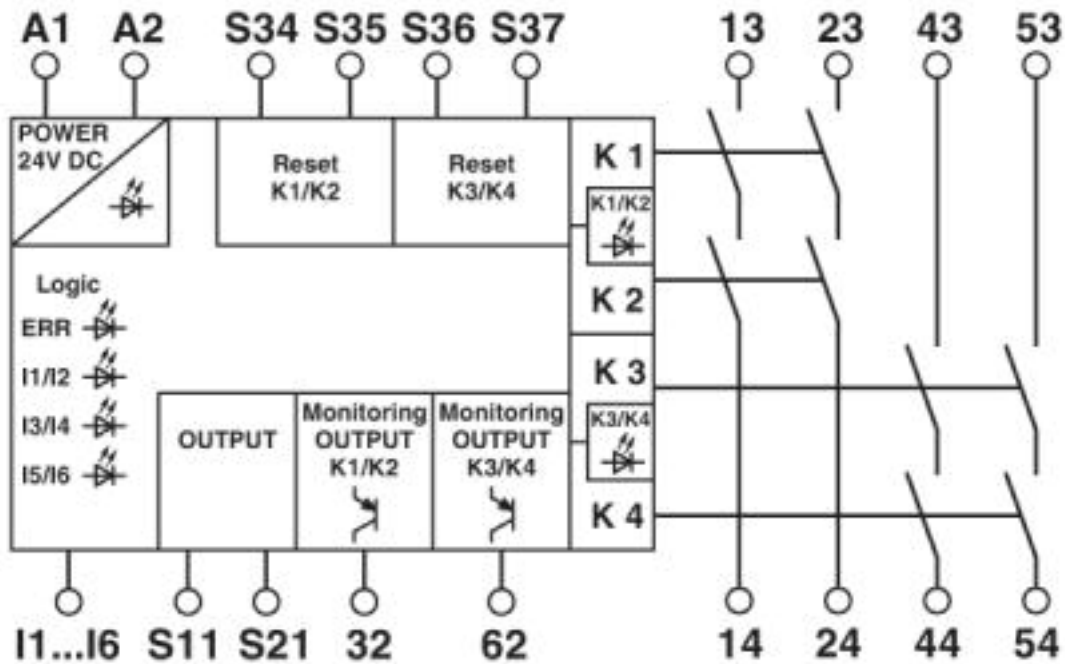 A1 A2 S34 S35 S36 S37 13 23 43 53
POWER
24V DC
Reset
K1/K2
Reset
K3/K4
K 1
K1/K2
K 2
Logic
ERR
I1/I2
I3/I4
I5/I6
OUTPUT
Monitoring
OUTPUT
K1/K2
Monitoring
OUTPUT
K3/K4
K 3
K3/K4
K 4
I1...I6 S11 S21 32 62 14 24 44 54